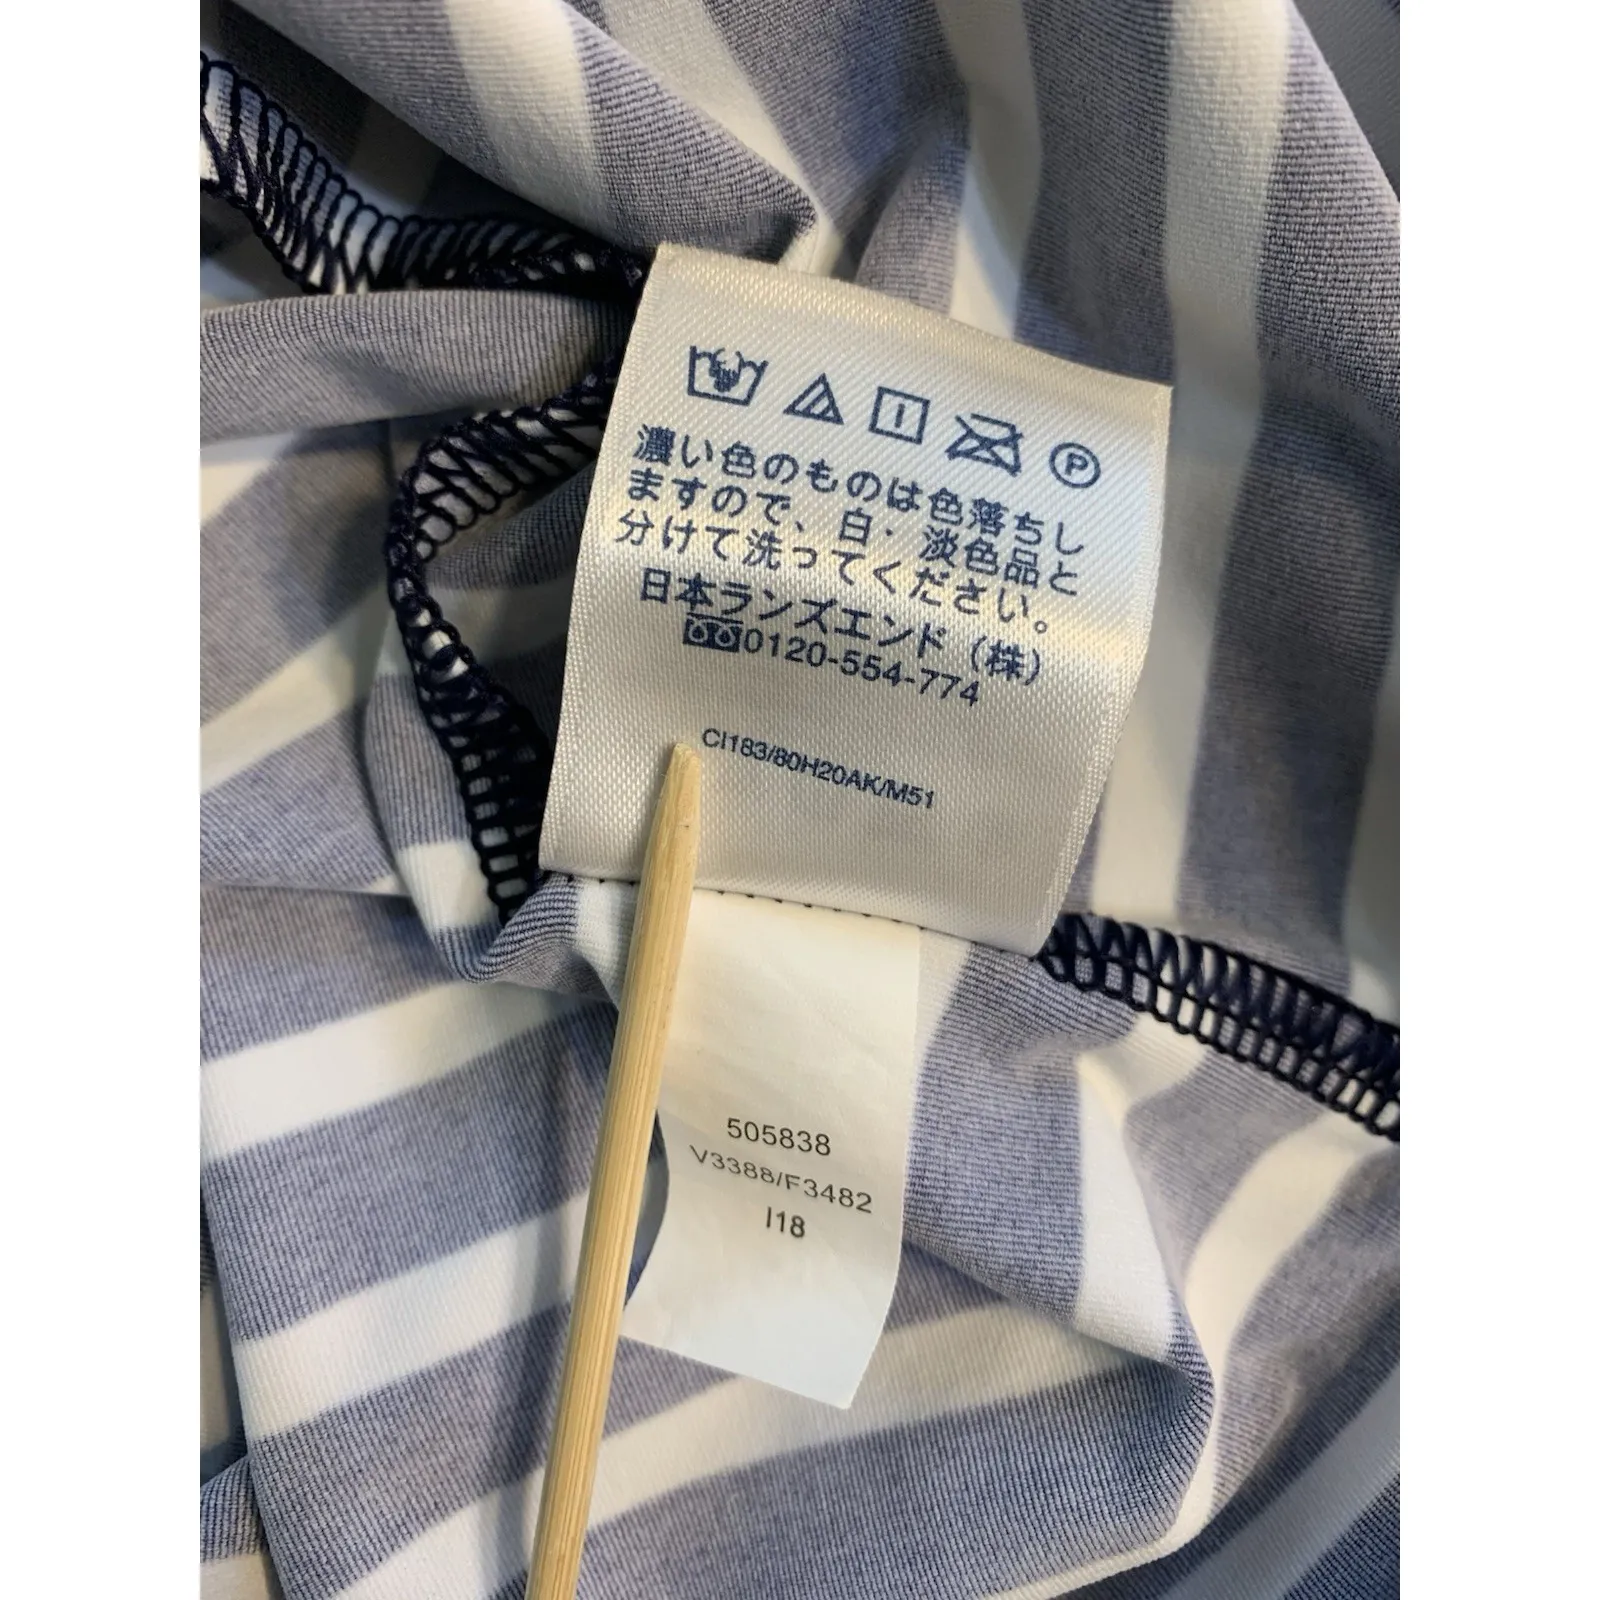 P
濃い色のものは色落ちし
ますので、白・淡色品と
分けて洗ってください。
日本ランズエンド（株）
0120-554-774
CI183/80H20AK/M51
505838
V3388/F3482
I18